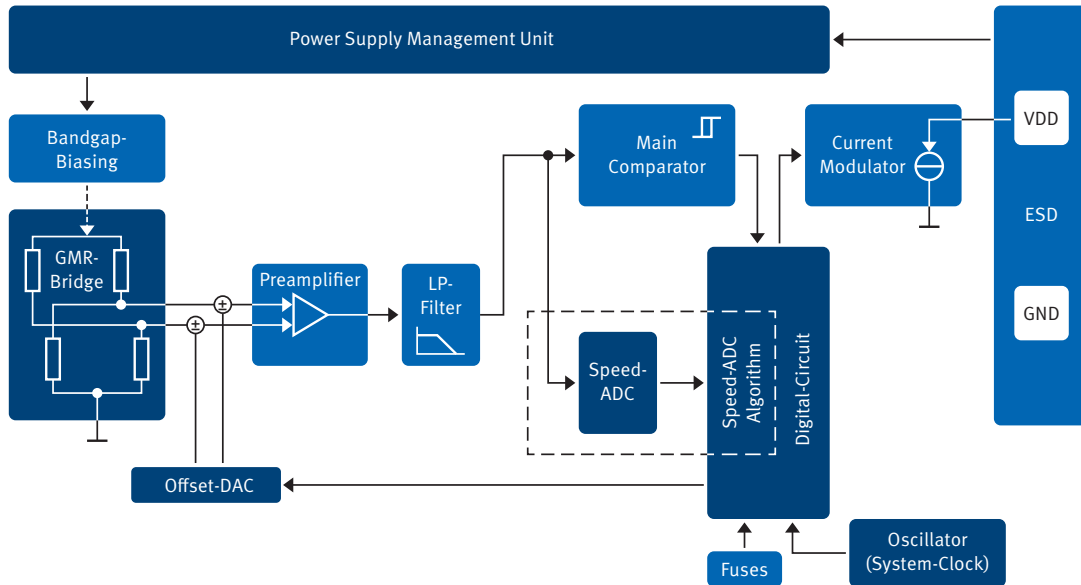 Power Supply Management Unit
Bandgap-
Biasing
GMR-
Bridge
±
±
Preamplifier
LP-
Filter
Main
Comparator
Current
Modulator
VDD
ESD
GND
Speed-
ADC
Speed-ADC
Algorithm
Digital-Circuit
Offset-DAC
Fuses
Oscillator
(System-Clock)